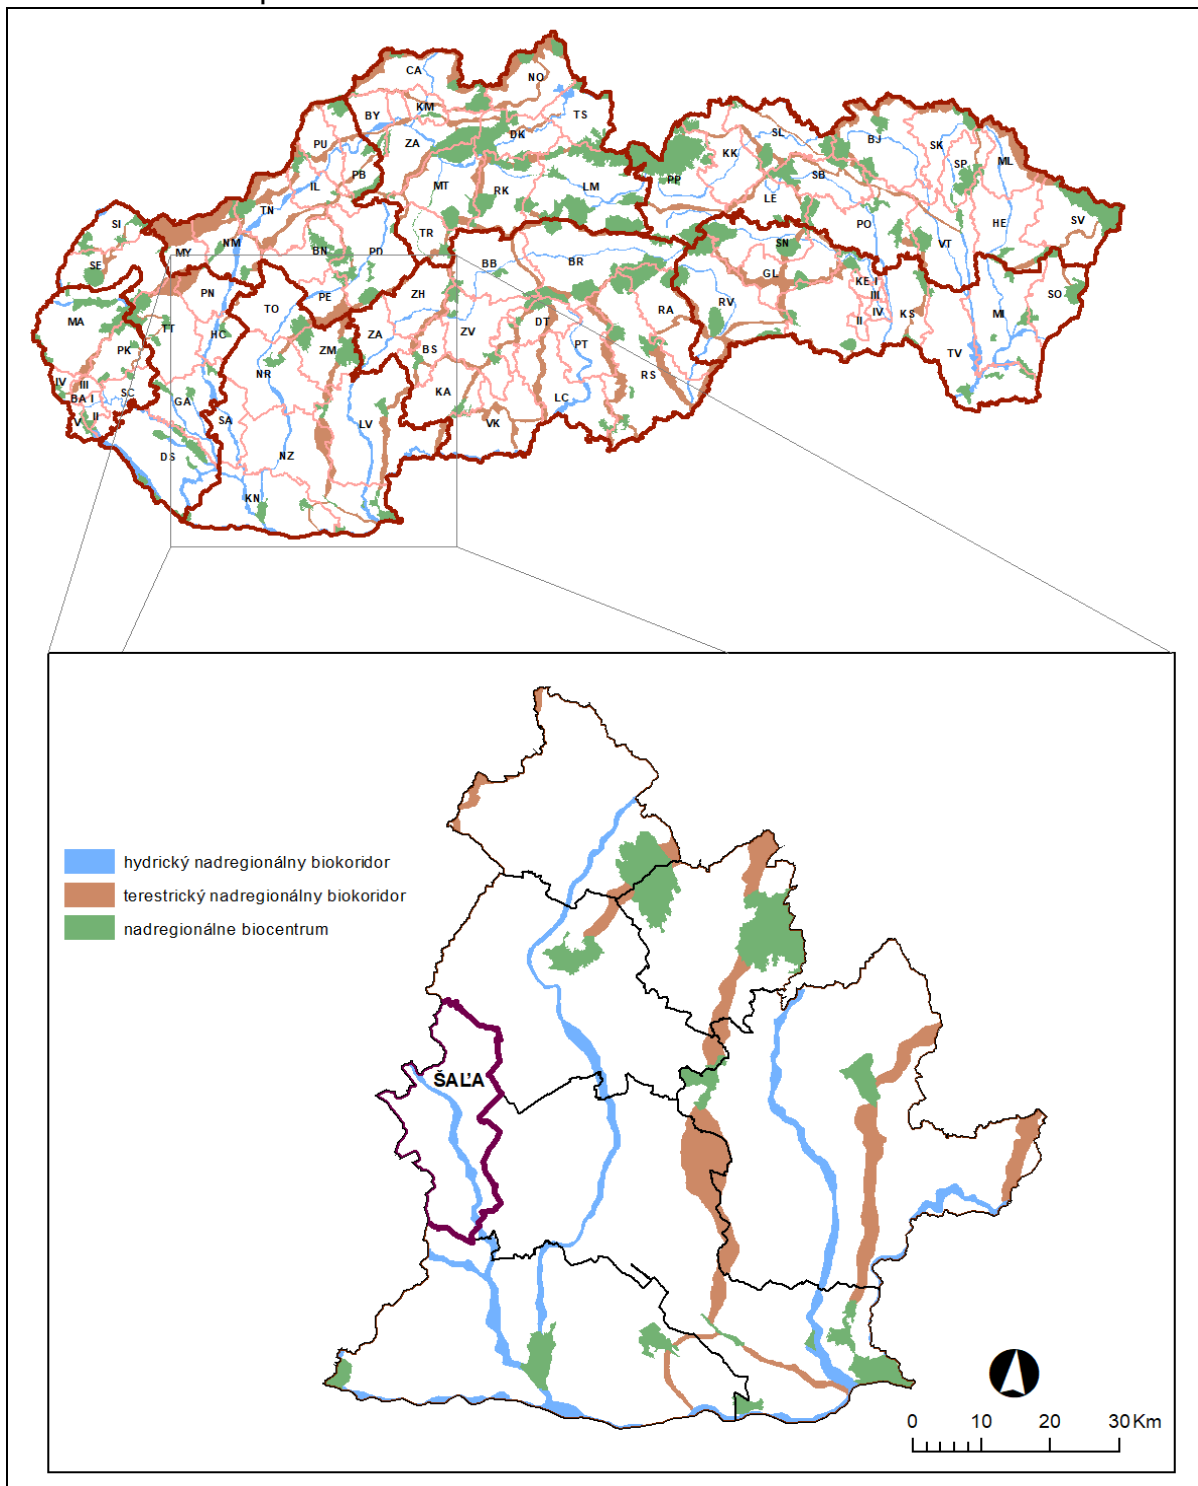 CA
NO
BY
KM
TS
PU
ZA
DK
SL
BJ
SK
KK
SP
ML
IL
PB
MT
RK
LM
PP
SB
LE
TN
SI
TR
PO
HE
SV
MY
NM
BN
PD
VT
SN
SE
BB
BR
GL
PN
ZH
PE
KE I
SO
TO
RV
III
MA
TT
HC
ZA
ZV
DT
RA
II
IV
KS
MI
PK
ZM
BS
PT
TV
NR
RS
IV
III
SC
KA
BA I
GA
LC
II
SA
LV
VK
V
DS
NZ
KN
hydrický nadregionálny biokoridor
terestrický nadregionálny biokoridor
nadregionálne biocentrum
ŠAĽA
0 10 20 30 Km